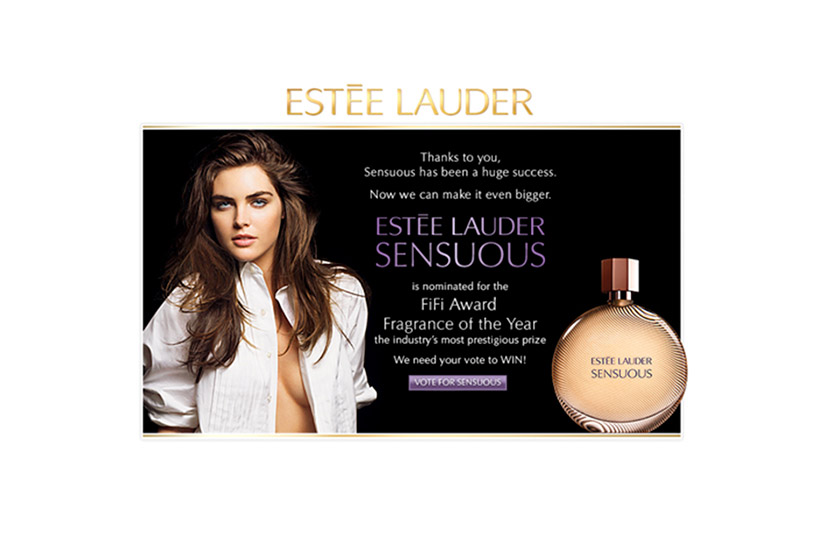 ESTĒE LAUDER
Thanks to you,
Sensuous has been a huge success.
Now we can make it even bigger.
ESTĒE LAUDER
SENSUOUS
is nominated for the
FiFi Award
Fragrance of the Year
the industry's most prestigious prize
We need your vote to WIN!
VOTE FOR SENSUOUS
ESTĒE LAUDER
SENSUOUS